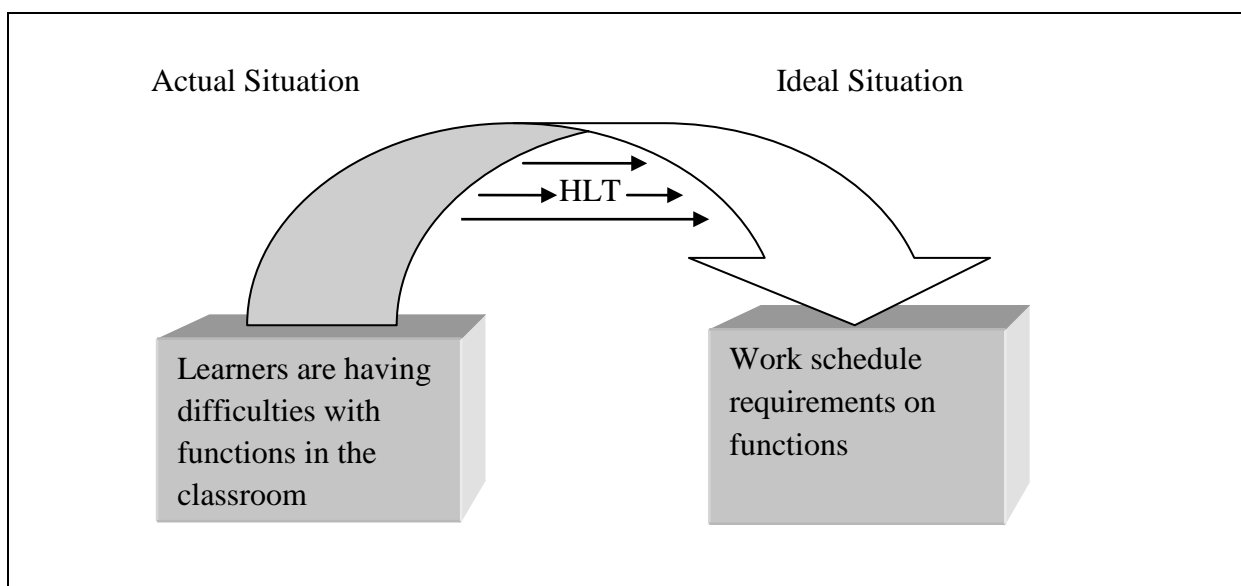 Actual Situation
Ideal Situation
HLT
Learners are having
difficulties with
functions in the
classroom
Work schedule
requirements on
functions